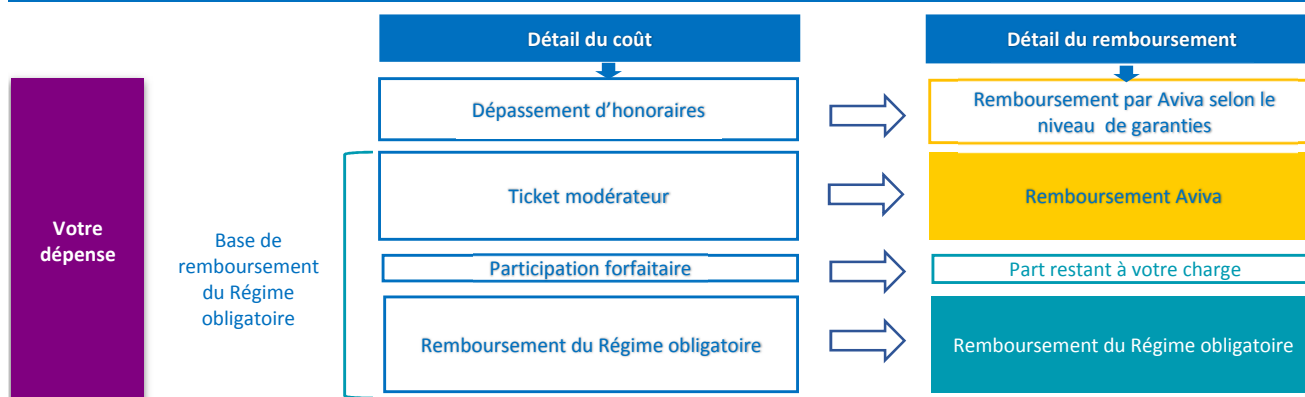 Détail du coût
Détail du remboursement
Dépassement d’honoraires
Remboursement par Aviva selon le
niveau de garanties
Ticket modérateur
Remboursement Aviva
Votre
dépense
Base de
remboursement
du Régime
obligatoire
Participation forfaitaire
Part restant à votre charge
Remboursement du Régime obligatoire
Remboursement du Régime obligatoire